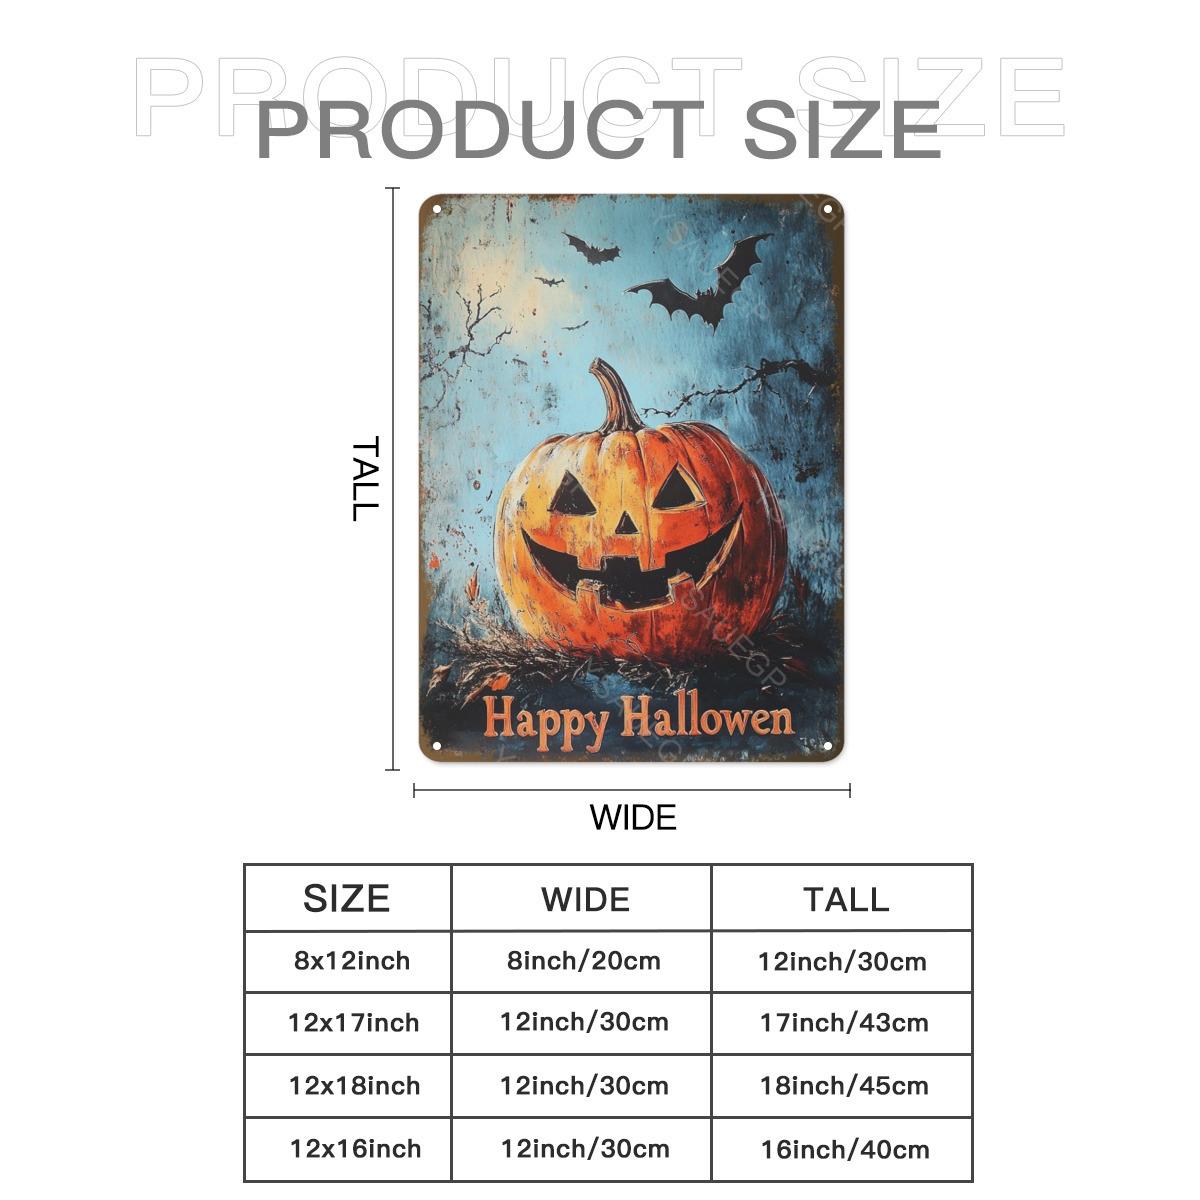 PRODUCT SIZE
PRODUCT SIZE
TALL
Happy Hallowen
WIDE
SIZE WIDE TALL
8x12inch 8inch/20cm 12inch/30cm
12x17inch 12inch/30cm 17inch/43cm
12x18inch 12inch/30cm 18inch/45cm
12x16inch 12inch/30cm 16inch/40cm